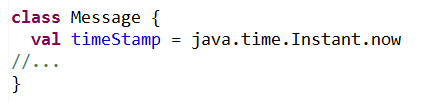 class Message {
  val timeStamp = java.time.Instant.now
//...
}